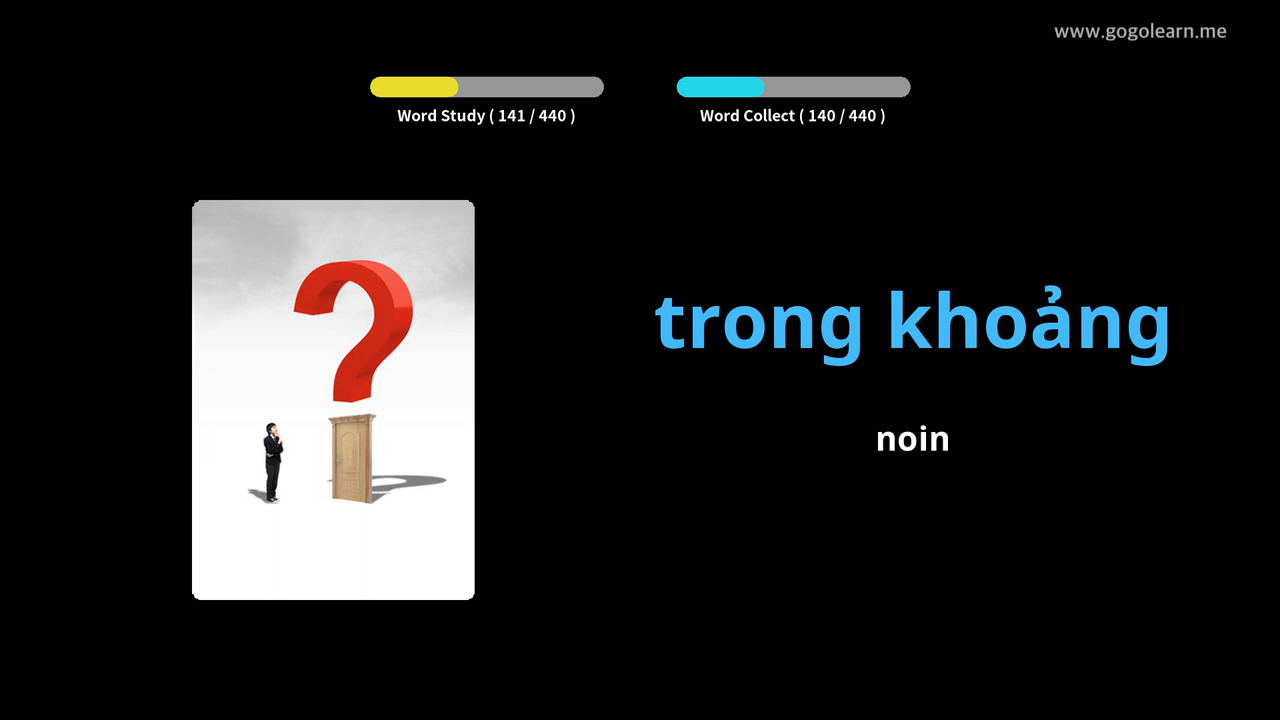 www.gogolearn.me
Word Study ( 141 / 440 )
Word Collect ( 140 / 440 )
trong khoảng
noin